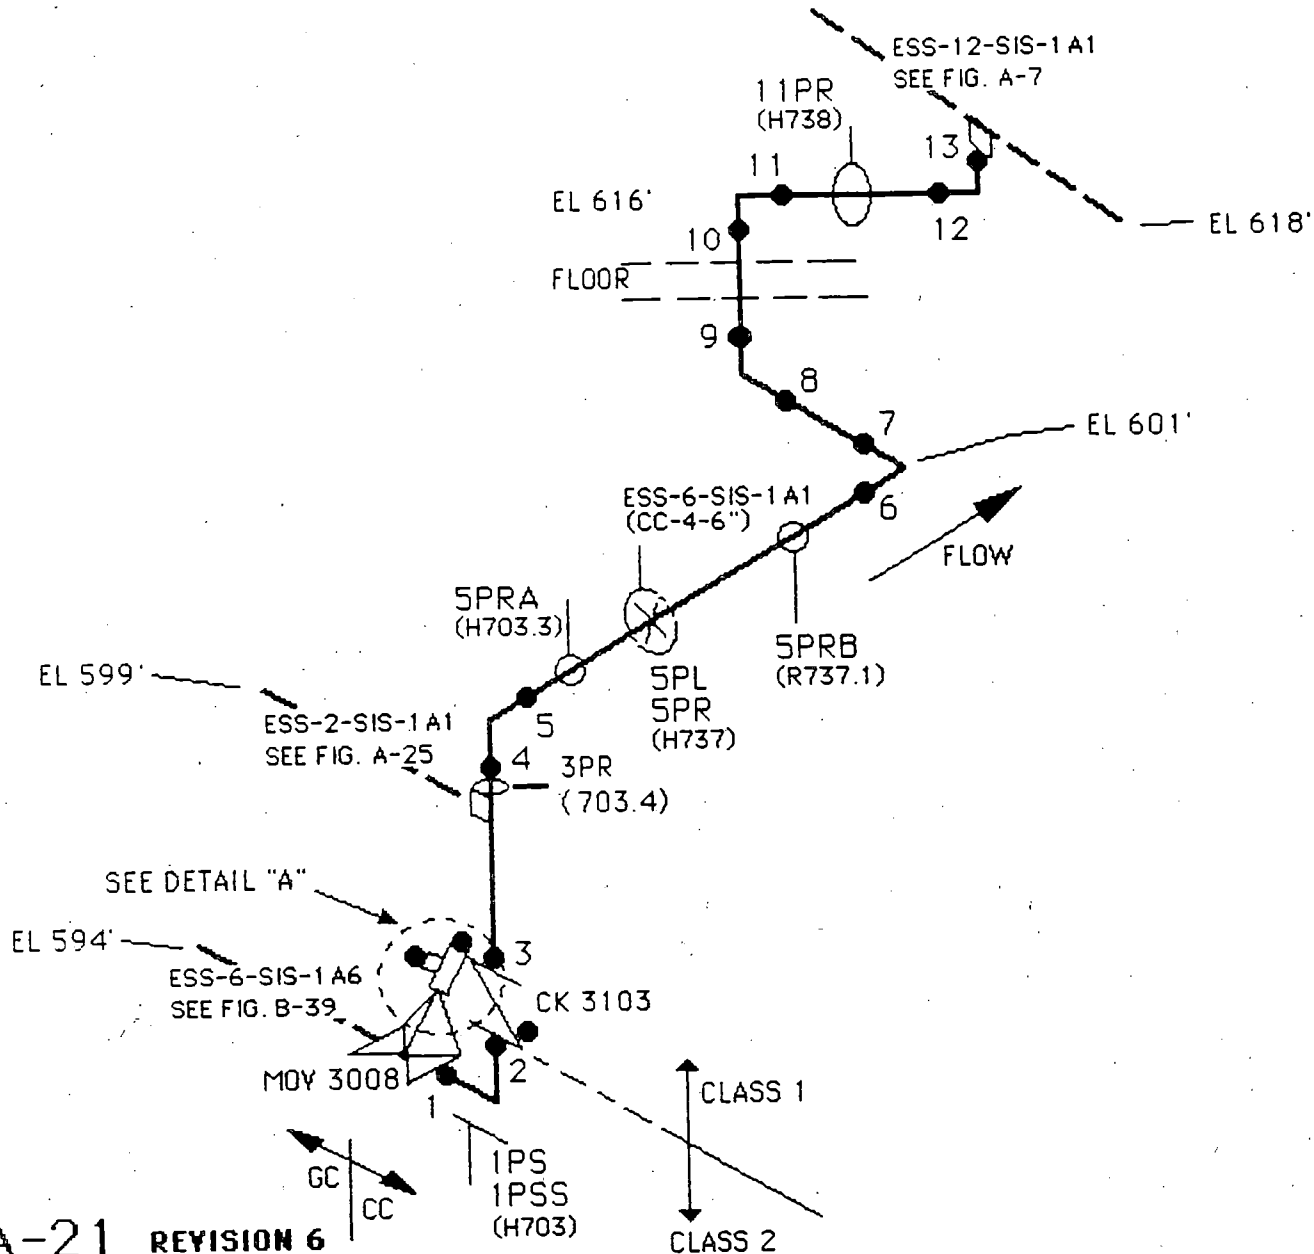 ESS-12-SIS-1A1
SEE FIG. A-7
11PR
(H738)
13
11
EL 616'
12
EL 618'
10
FLOOR
9
8
7
EL 601'
ESS-6-SIS-1A1
(CC-4-6")
6
FLOW
5PRA
(H703.3)
5PRB
(R737.1)
EL 599'
5PL
5PR
(H737)
5
ESS-2-SIS-1A1
SEE FIG. A-25
4
3PR
(703.4)
SEE DETAIL "A"
EL 594'
3
ESS-6-SIS-1A6
SEE FIG. B-39
CK 3103
MOV 3008
2
1
CLASS 1
GC
CC
1PS
1PSS
(H703)
A-21 REVISION 6
CLASS 2